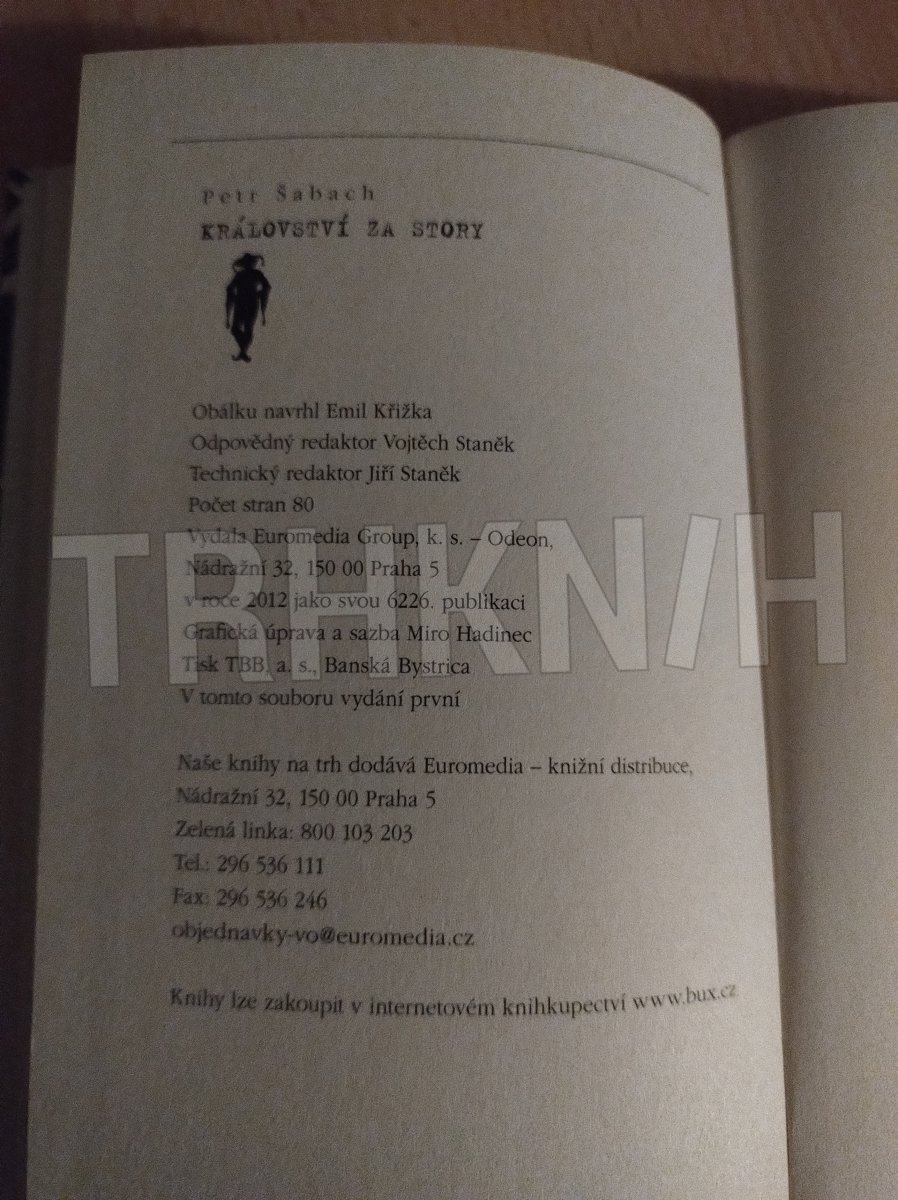 Petr Šabach
KRÁLOVSTVÍ ZA STORY
Obálku navrhl Emil Křižka
Odpovědný redaktor Vojtěch Staněk
Technický redaktor Jiří Staněk
Počet stran 80
Vydala Euromedia Group, k. s. – Odeon,
Nádražní 32, 150 00 Praha 5
v roce 2012 jako svou 6226. publikaci
Grafická úprava a sazba Miro Hadinec
Tisk TBB, a. s., Banská Bystrica
V tomto souboru vydání první
Naše knihy na trh dodává Euromedia – knižní distribuce,
Nádražní 32, 150 00 Praha 5
Zelená linka: 800 103 203
Tel.: 296 536 111
Fax: 296 536 246
objednavky-vo@euromedia.cz
Knihy lze zakoupit v internetovém knihkupectví www.bux.cz
TRHKN/H